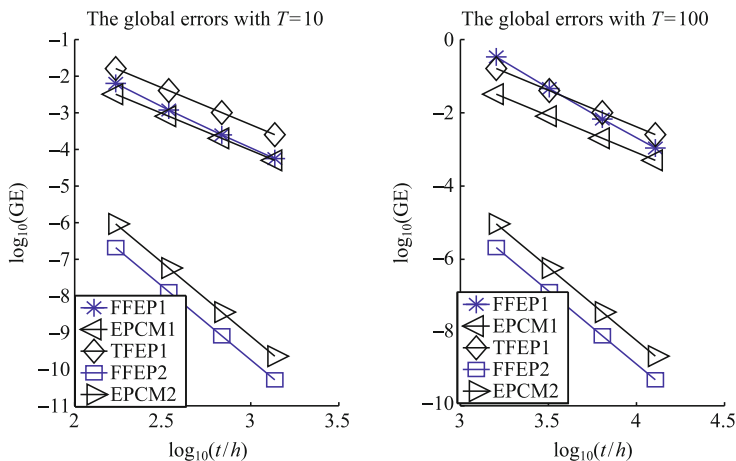 The global errors with T=10
−1
−2
−3
−4
−5
−6
−7
−8
−9
−10
−11
log10(GE)
FFEP1
EPCM1
TFEP1
FFEP2
EPCM2
2 2.5 3 3.5
log10(t/h)
The global errors with T=100
0
−2
−4
−6
−8
−10
log10(GE)
FFEP1
EPCM1
TFEP1
FFEP2
EPCM2
3 3.5 4 4.5
log10(t/h)